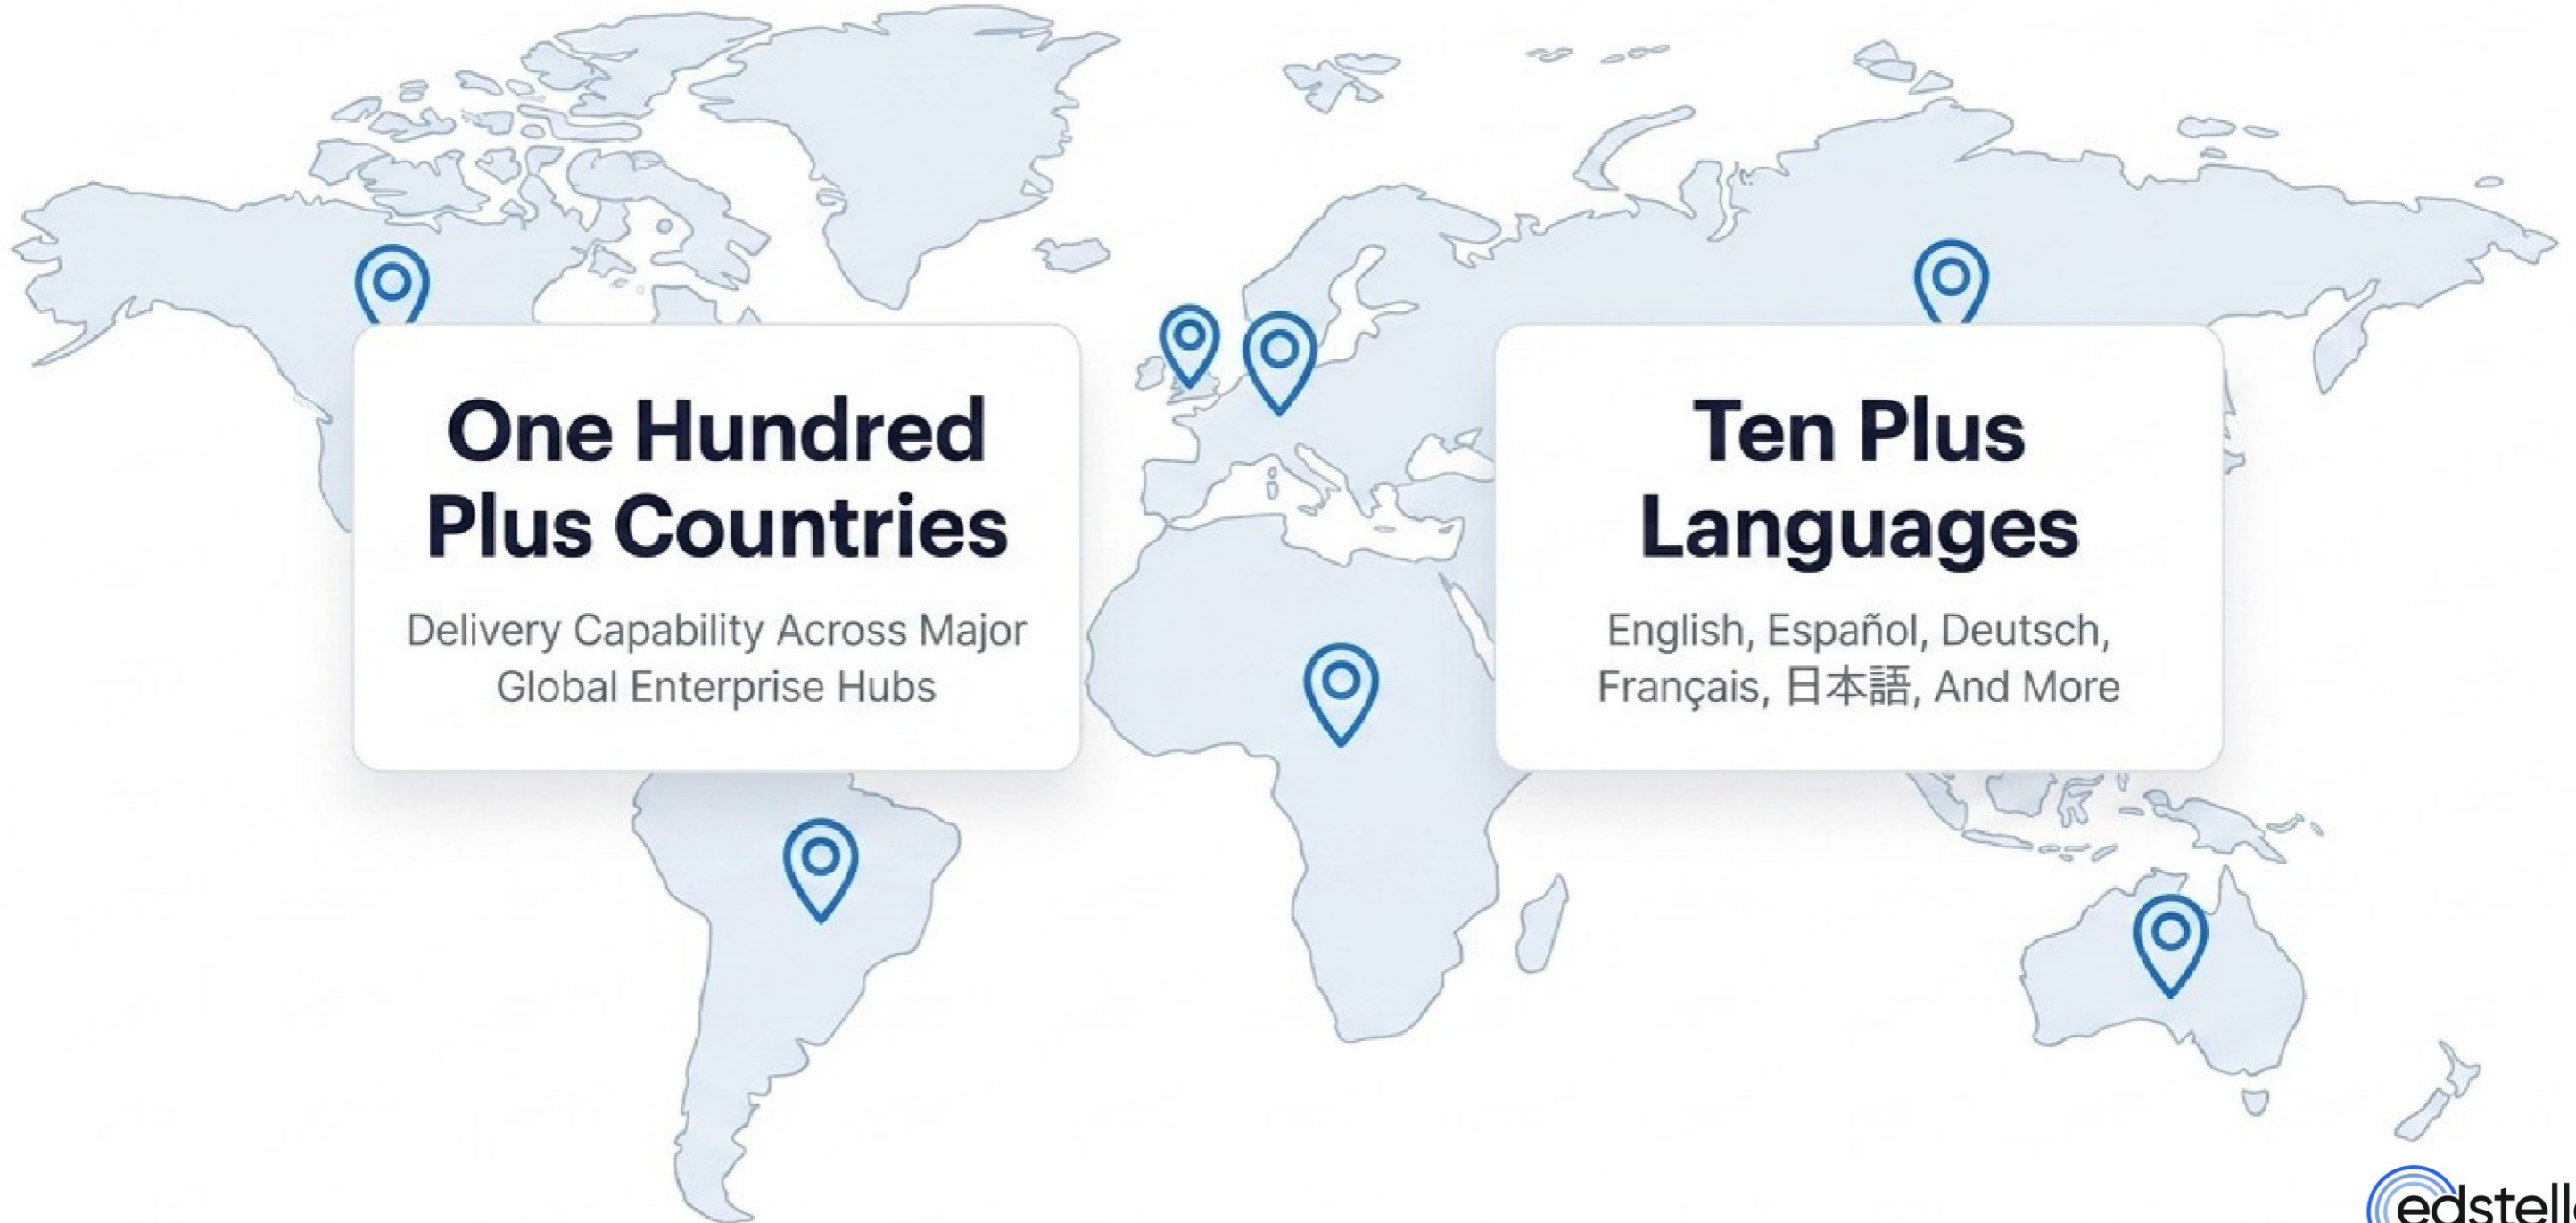 One Hundred
Plus Countries
Delivery Capability Across Major
Global Enterprise Hubs
Ten Plus
Languages
English, Español, Deutsch,
Français, 日本語, And More